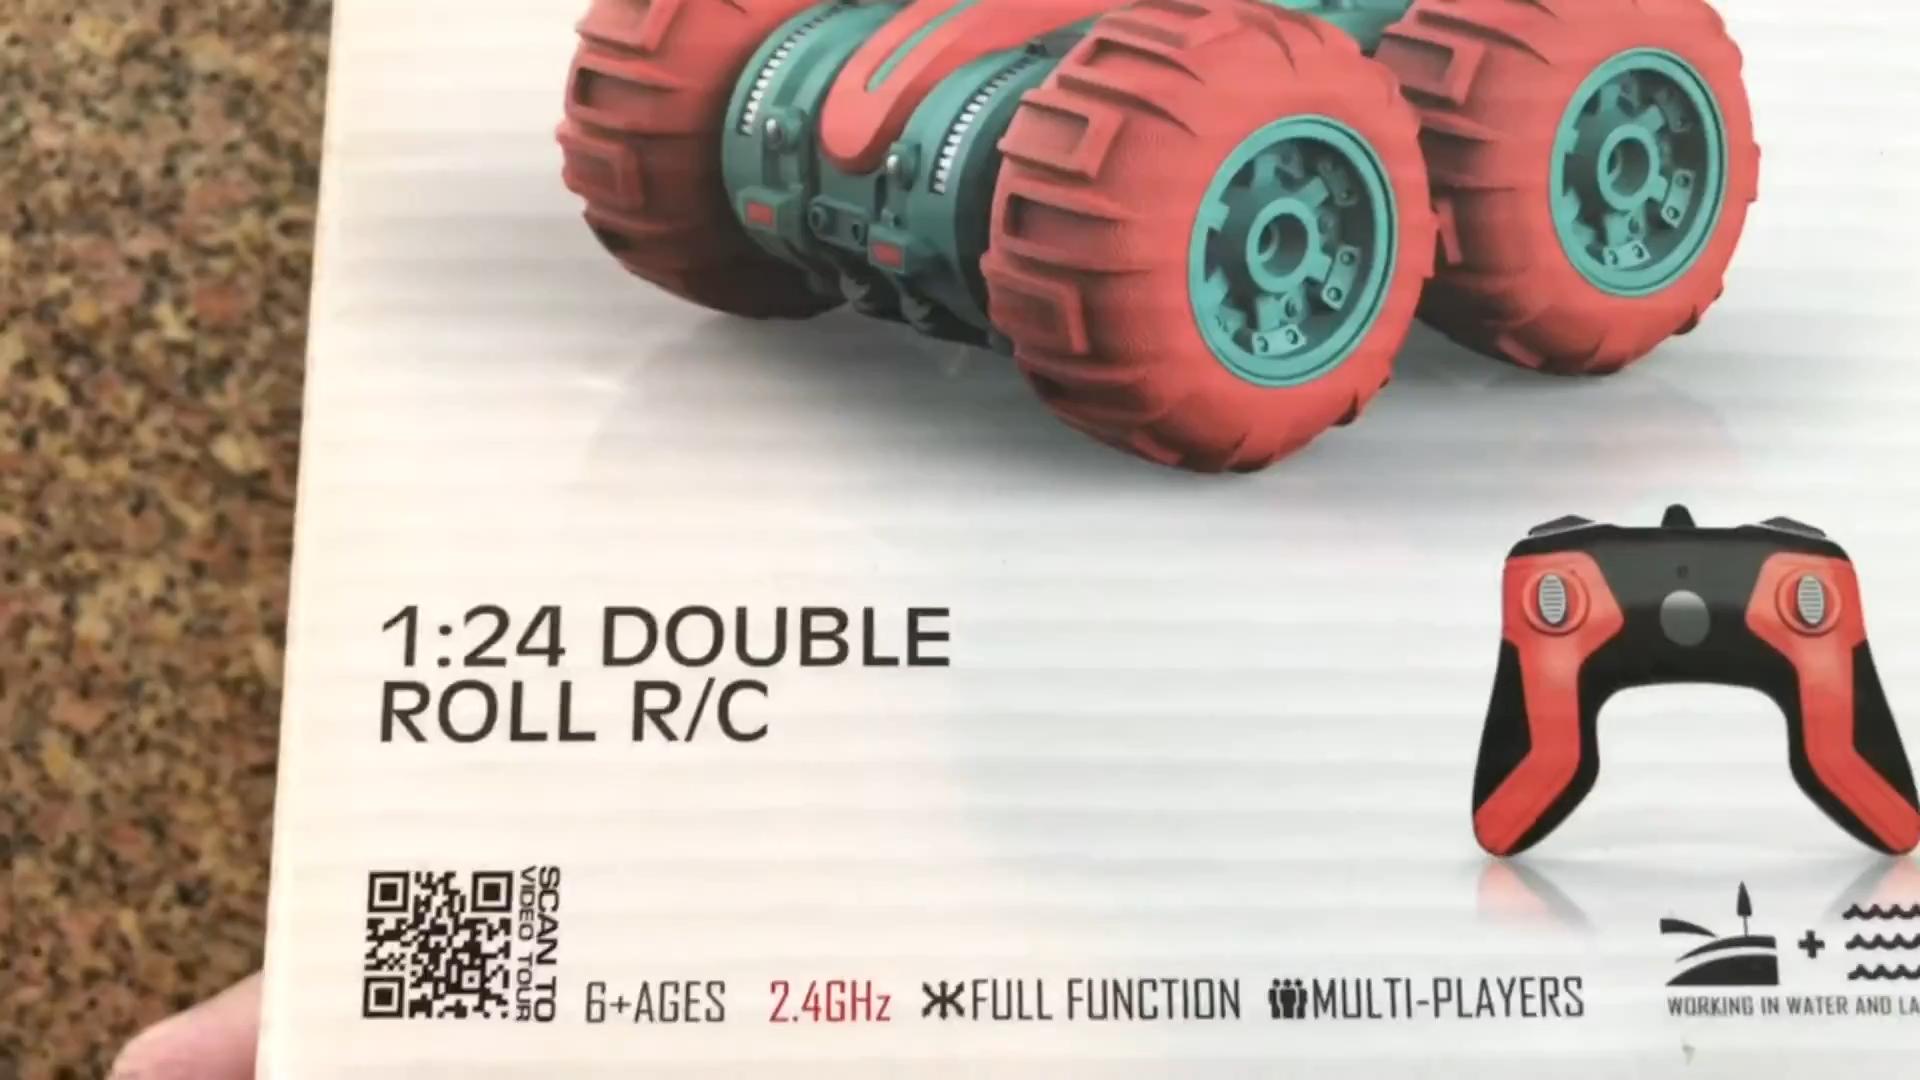 1:24 DOUBLE
ROLL R/C
SCAN TO
VIDEO TOUR
6+AGES 2.4GHz FULL FUNCTION MULTI-PLAYERS
WORKING IN WATER AND LA